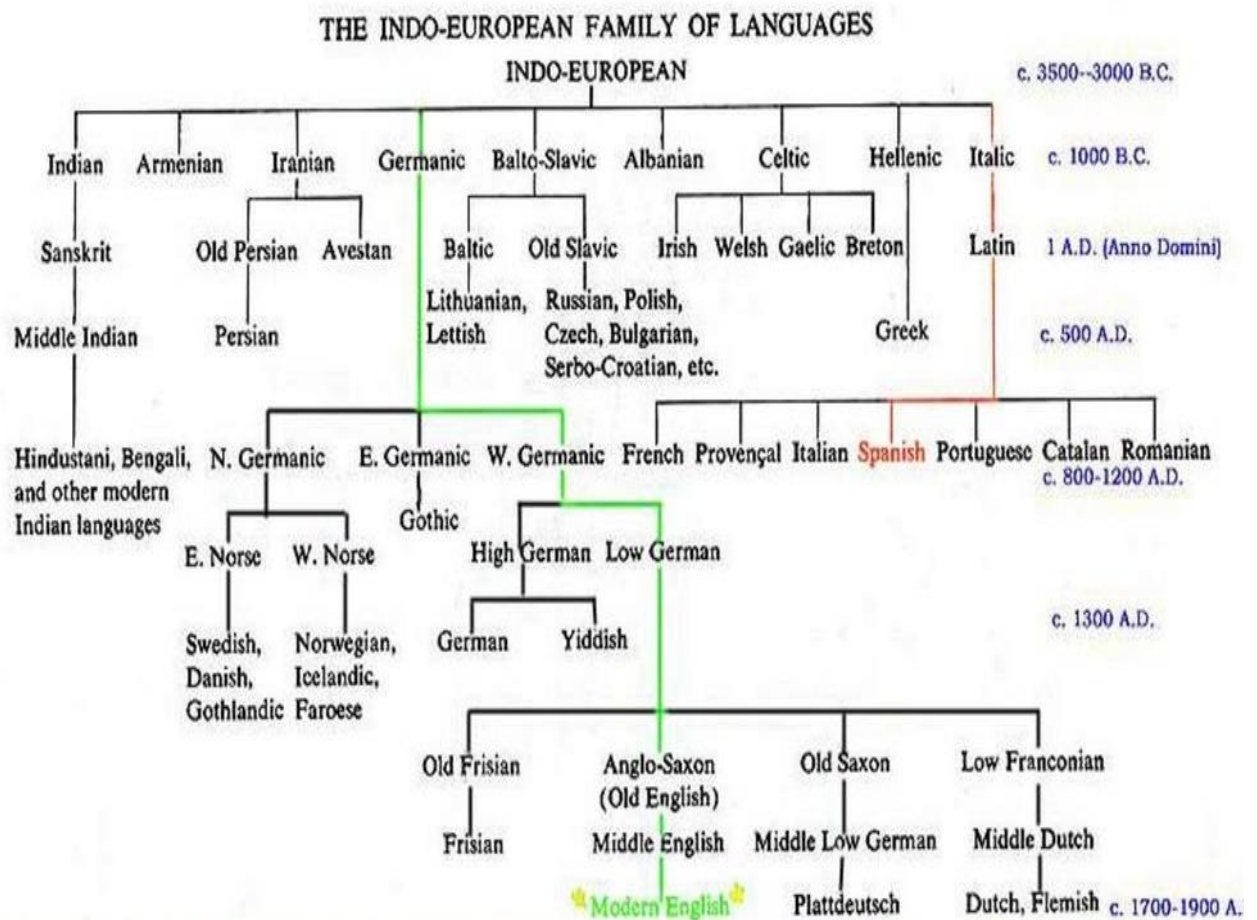 THE INDO-EUROPEAN FAMILY OF LANGUAGES
INDO-EUROPEAN
c. 3500--3000 B.C.
Indian Armenian Iranian Germanic Balto-Slavic Albanian Celtic Hellenic Italic c. 1000 B.C.
Sanskrit Old Persian Avestan Baltic Old Slavic Irish Welsh Gaelic Breton Latin 1 A.D. (Anno Domini)
Lithuanian,
Lettish
Russian, Polish,
Czech, Bulgarian,
Serbo-Croatian, etc.
Middle Indian Persian Greek c. 500 A.D.
Hindustani, Bengali,
and other modern
Indian languages
N. Germanic E. Germanic W. Germanic French Provençal Italian Spanish Portuguese Catalan Romanian
c. 800-1200 A.D.
Gothic
E. Norse W. Norse High German Low German
c. 1300 A.D.
Swedish,
Danish,
Gothlandic
Norwegian,
Icelandic,
Faroese
German Yiddish
Old Frisian Anglo-Saxon
(Old English)
Old Saxon Low Franconian
Frisian Middle English Middle Low German Middle Dutch
Modern English Plattdeutsch Dutch, Flemish c. 1700-1900 A.